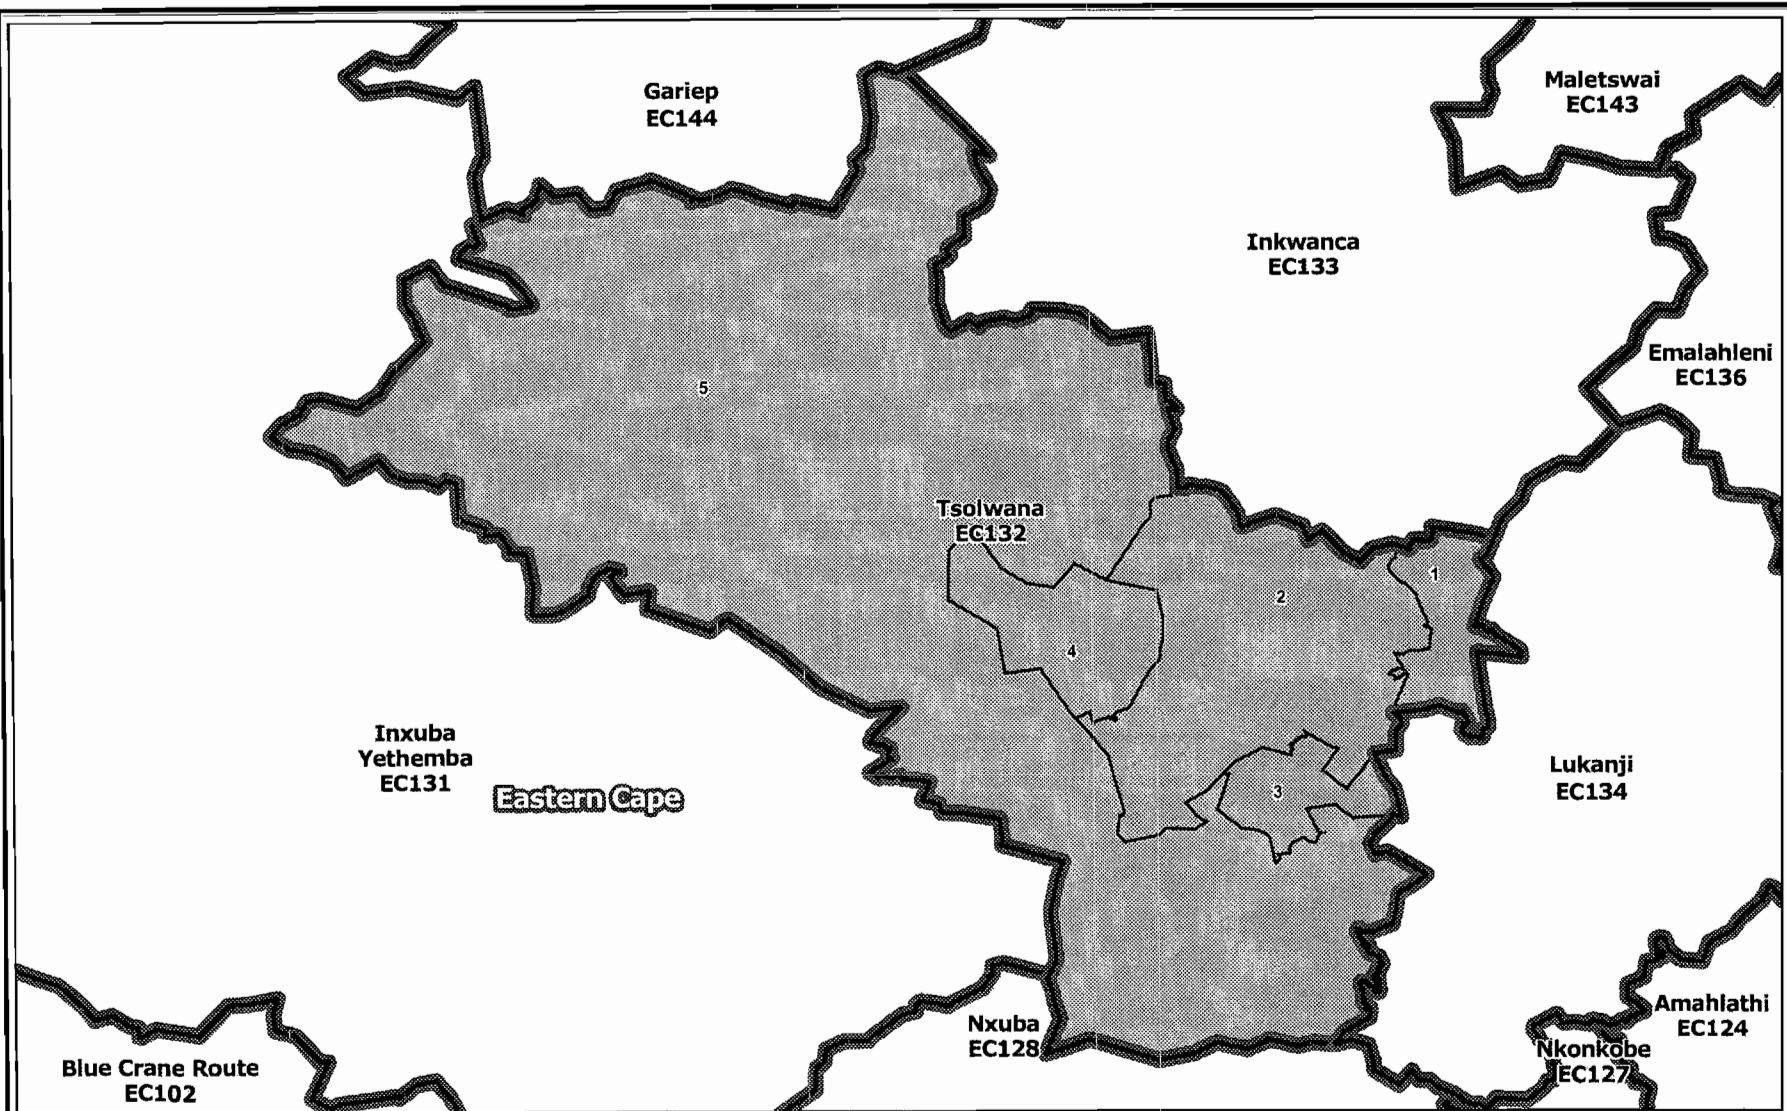 Gariep
EC144
Maletswai
EC143
Inkwanca
EC133
Emalahleni
EC136
5
Tsolwana
EC132
1
2
4
Inxuba
Yethemba
EC131
Eastern Cape
3
Lukanji
EC134
Nxuba
EC128
Amahlathi
EC124
Nkonkobe
EC127
Blue Crane Route
EC102